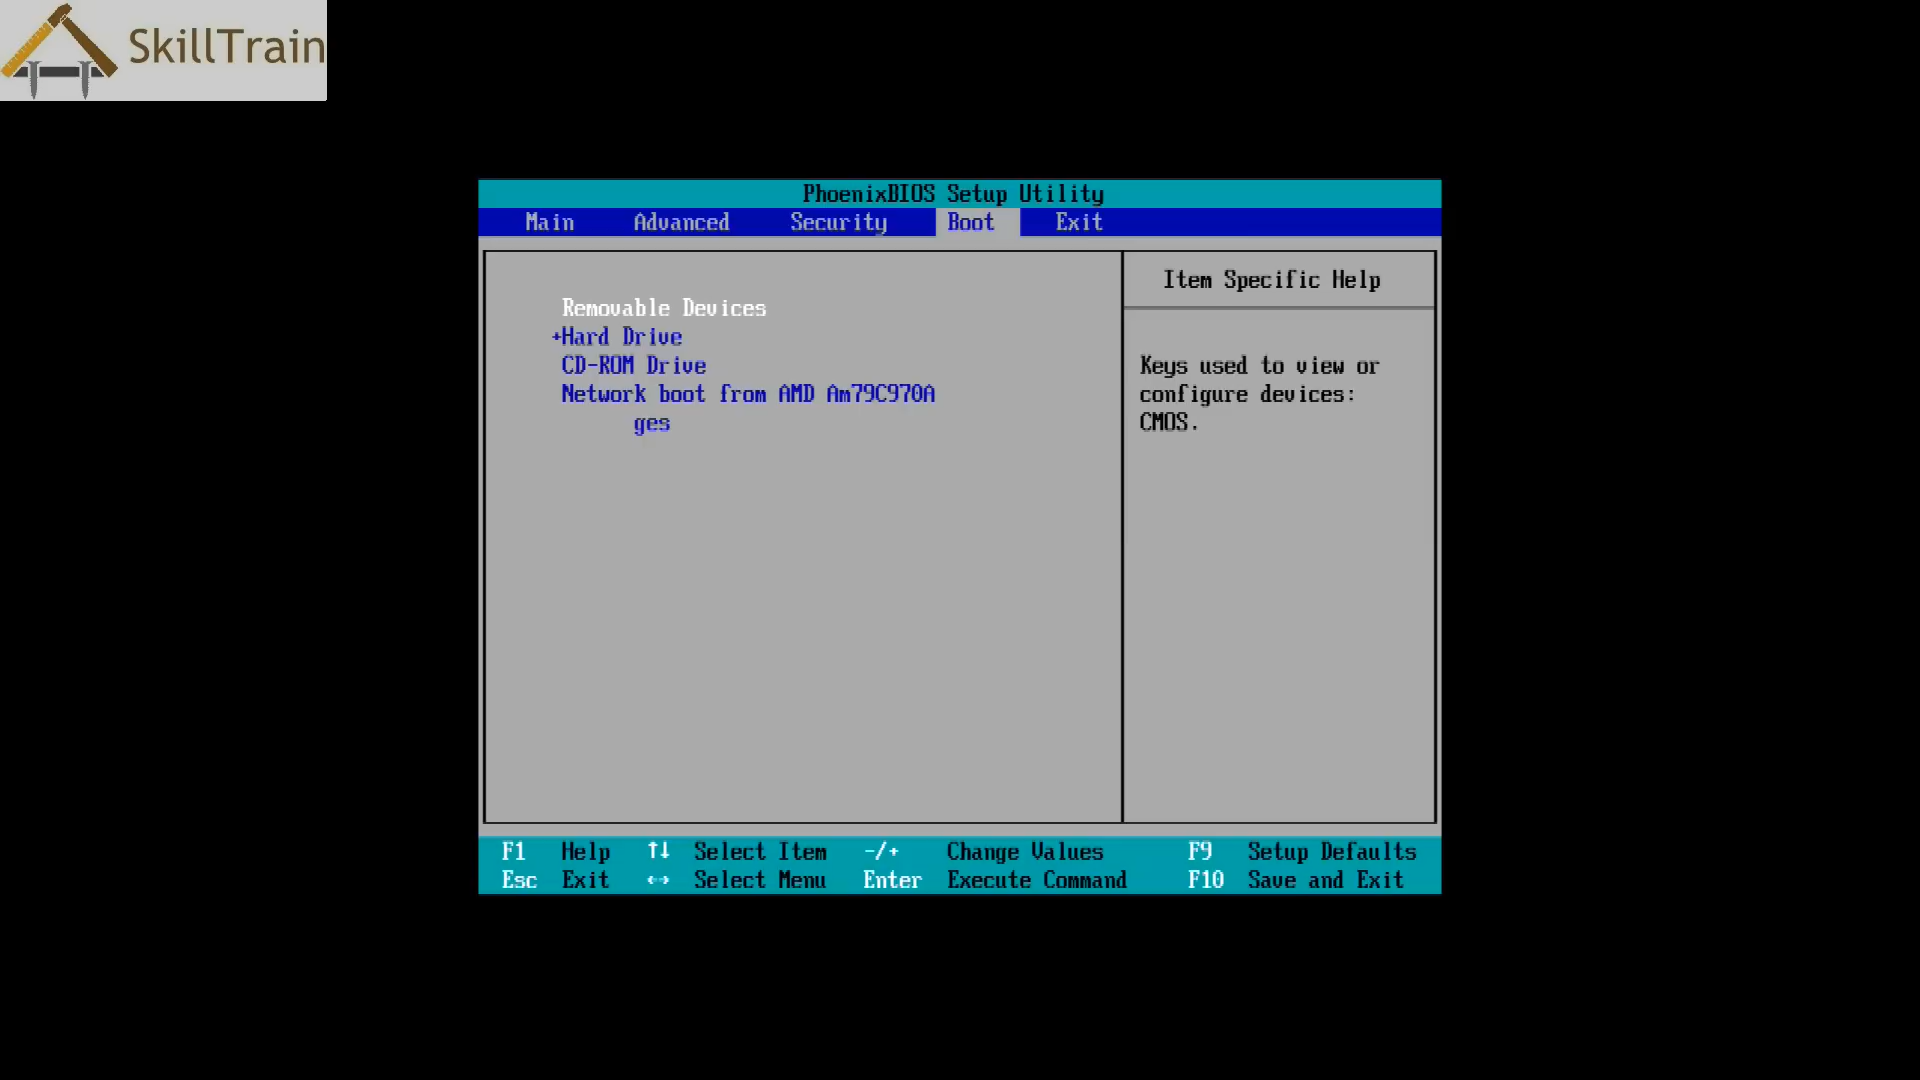 SkillTrain
PhoenixBIOS Setup Utility
Main Advanced Security Boot Exit
Removable Devices
+Hard Drive
CD-ROM Drive
Network boot from AMD Am79C970A
ges
Item Specific Help
Keys used to view or
configure devices:
CMOS.
F1 Help ↑↓ Select Item -/+ Change Values F9 Setup Defaults
Esc Exit ↔ Select Menu Enter Execute Command F10 Save and Exit